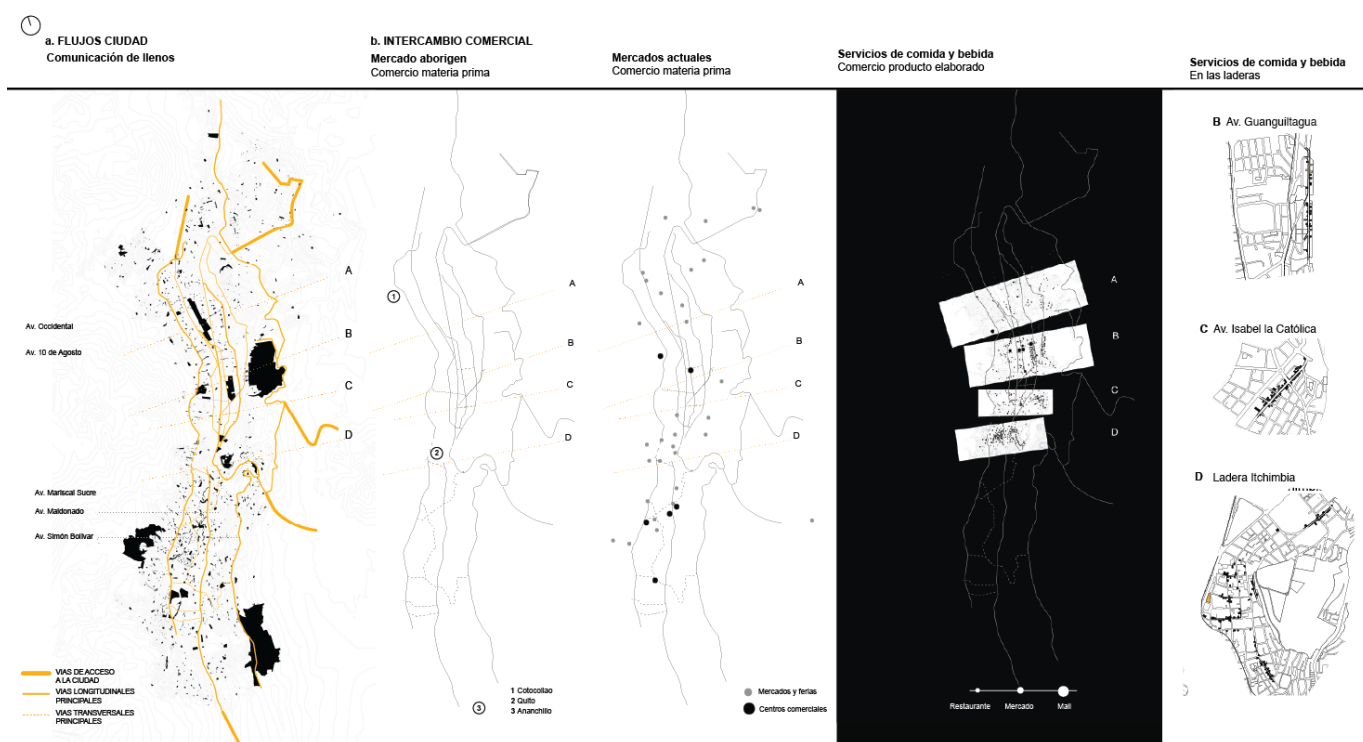 a. FLUJOS CIUDAD
Comunicación de llenos
b. INTERCAMBIO COMERCIAL
Mercado aborigen
Comercio materia prima
Mercados actuales
Comercio materia prima
Servicios de comida y bebida
Comercio producto elaborado
Servicios de comida y bebida
En las laderas
A
B
C
D
Av. Occidental
Av. 10 de Agosto
Av. Mariscal Sucre
Av. Maldonado
Av. Simón Bolívar
VIAS DE ACCESO
A LA CIUDAD
VIAS LONGITUDINALES
PRINCIPALES
VIAS TRANSVERSALES
PRINCIPALES
1
2
3
A
B
C
D
1 Cotocollao
2 Quito
3 Ananchillo
A
B
C
D
Mercados y ferias
Centros comerciales
A
B
C
D
Restaurante
Mercado
Mall
B Av. Guanguiltagua
C Av. Isabel la Católica
D Ladera Itchimbia